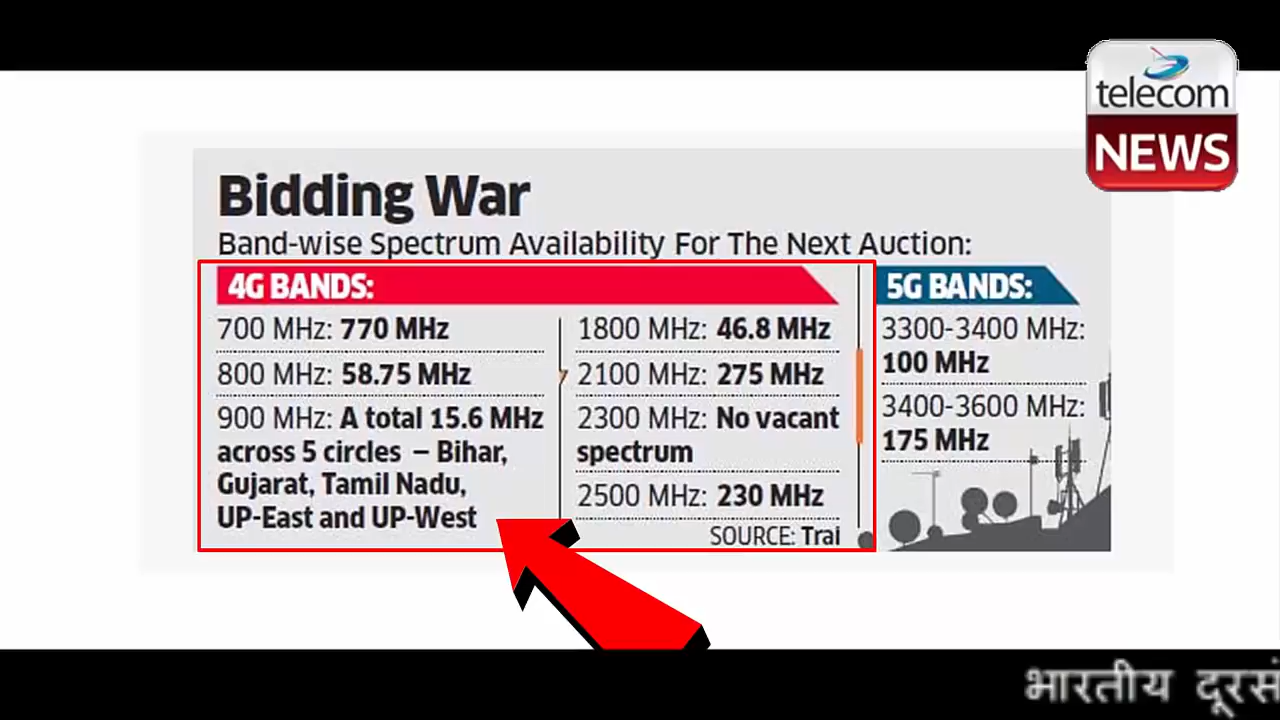 telecom
NEWS
Bidding War
Band-wise Spectrum Availability For The Next Auction:
4G BANDS:
700 MHz: 770 MHz
800 MHz: 58.75 MHz
900 MHz: A total 15.6 MHz
across 5 circles – Bihar,
Gujarat, Tamil Nadu,
UP-East and UP-West
1800 MHz: 46.8 MHz
2100 MHz: 275 MHz
2300 MHz: No vacant
spectrum
2500 MHz: 230 MHz
SOURCE: Trai
5G BANDS:
3300-3400 MHz:
100 MHz
3400-3600 MHz:
175 MHz
भारतीय